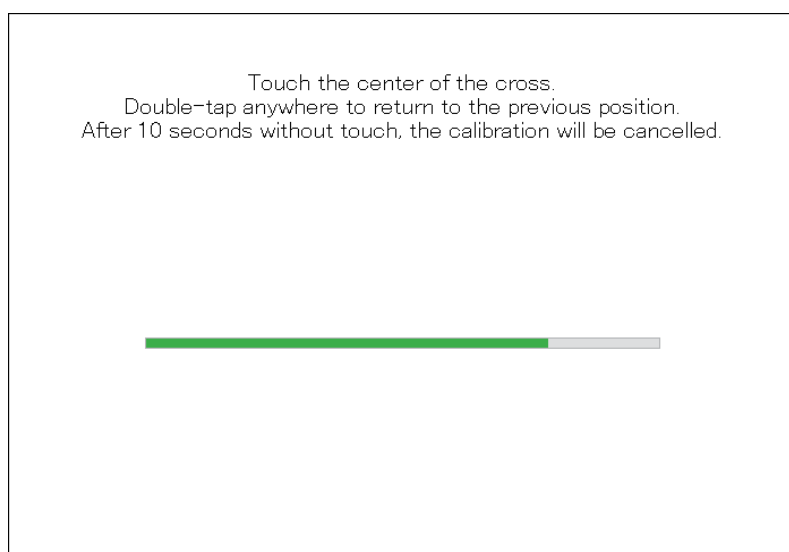 Touch the center of the cross.
Double-tap anywhere to return to the previous position.
After 10 seconds without touch, the calibration will be cancelled.